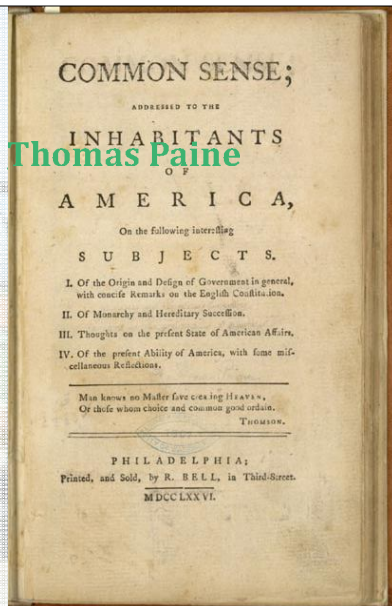 COMMON SENSE;
ADDRESSED TO THE
INHABITANTS
Thomas Paine
OF
AMERICA,
On the following interesting
SUBJECTS.
I. Of the Origin and Design of Government in general,
with concise Remarks on the English Constitution.
II. Of Monarchy and Hereditary Succession.
III. Thoughts on the present State of American Affairs.
IV. Of the present Ability of America, with some mis-
cellaneous Reflections.
Man knows no Master save creating HEAVEN,
Or those whom choice and common good ordain.
THOMSON.
PHILADELPHIA;
Printed, and Sold, by R. BELL, in Third-Street.
MDCCLXXVI.